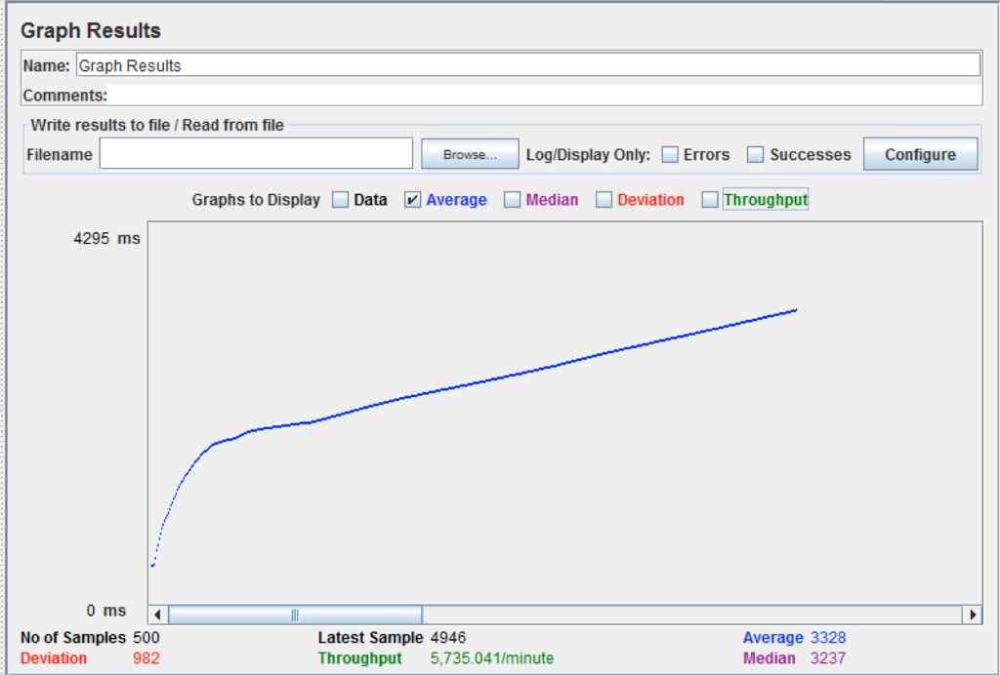 Graph Results
Name: Graph Results
Comments:
Write results to file / Read from file
Filename Browse... Log/Display Only: Errors Successes Configure
Graphs to Display Data Average Median Deviation Throughput
4295 ms
0 ms
No of Samples 500 Latest Sample 4946 Average 3328
Deviation 982 Throughput 5,735.041/minute Median 3237